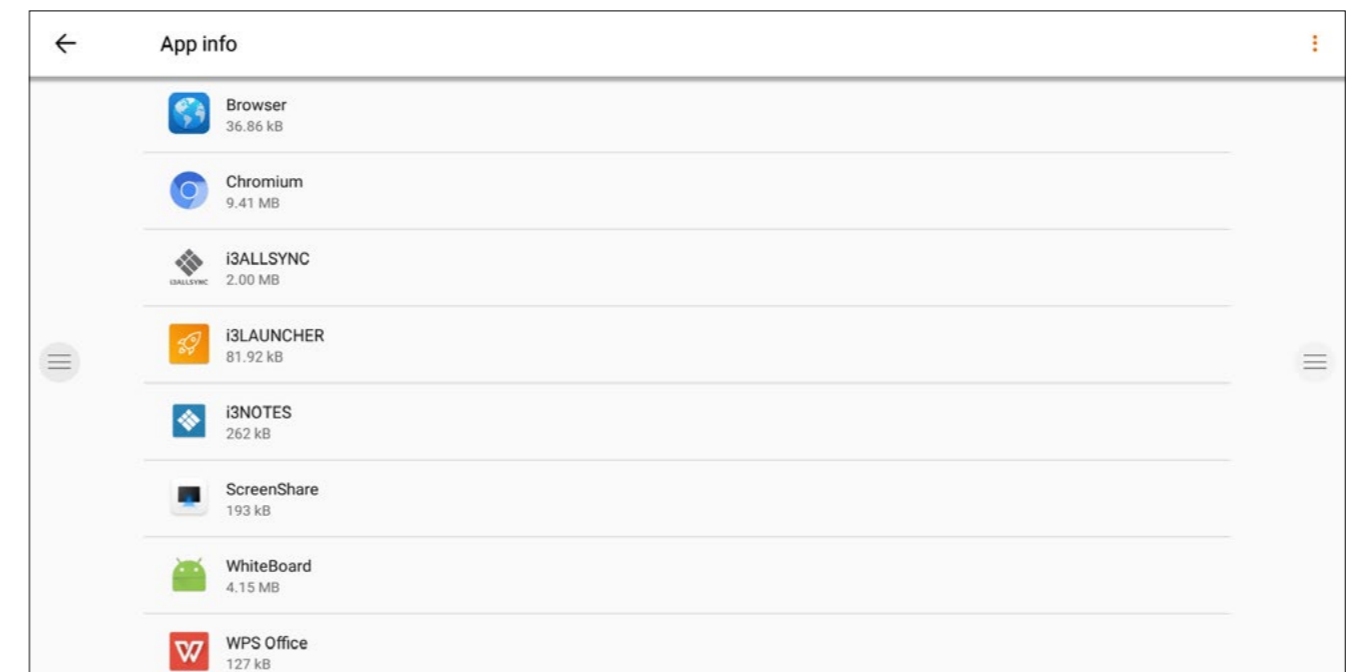 App info
Browser
36.86 kB
Chromium
9.41 MB
i3ALLSYNC
i3ALLSYNC
2.00 MB
i3LAUNCHER
81.92 kB
i3NOTES
262 kB
ScreenShare
193 kB
WhiteBoard
4.15 MB
WPS Office
127 kB